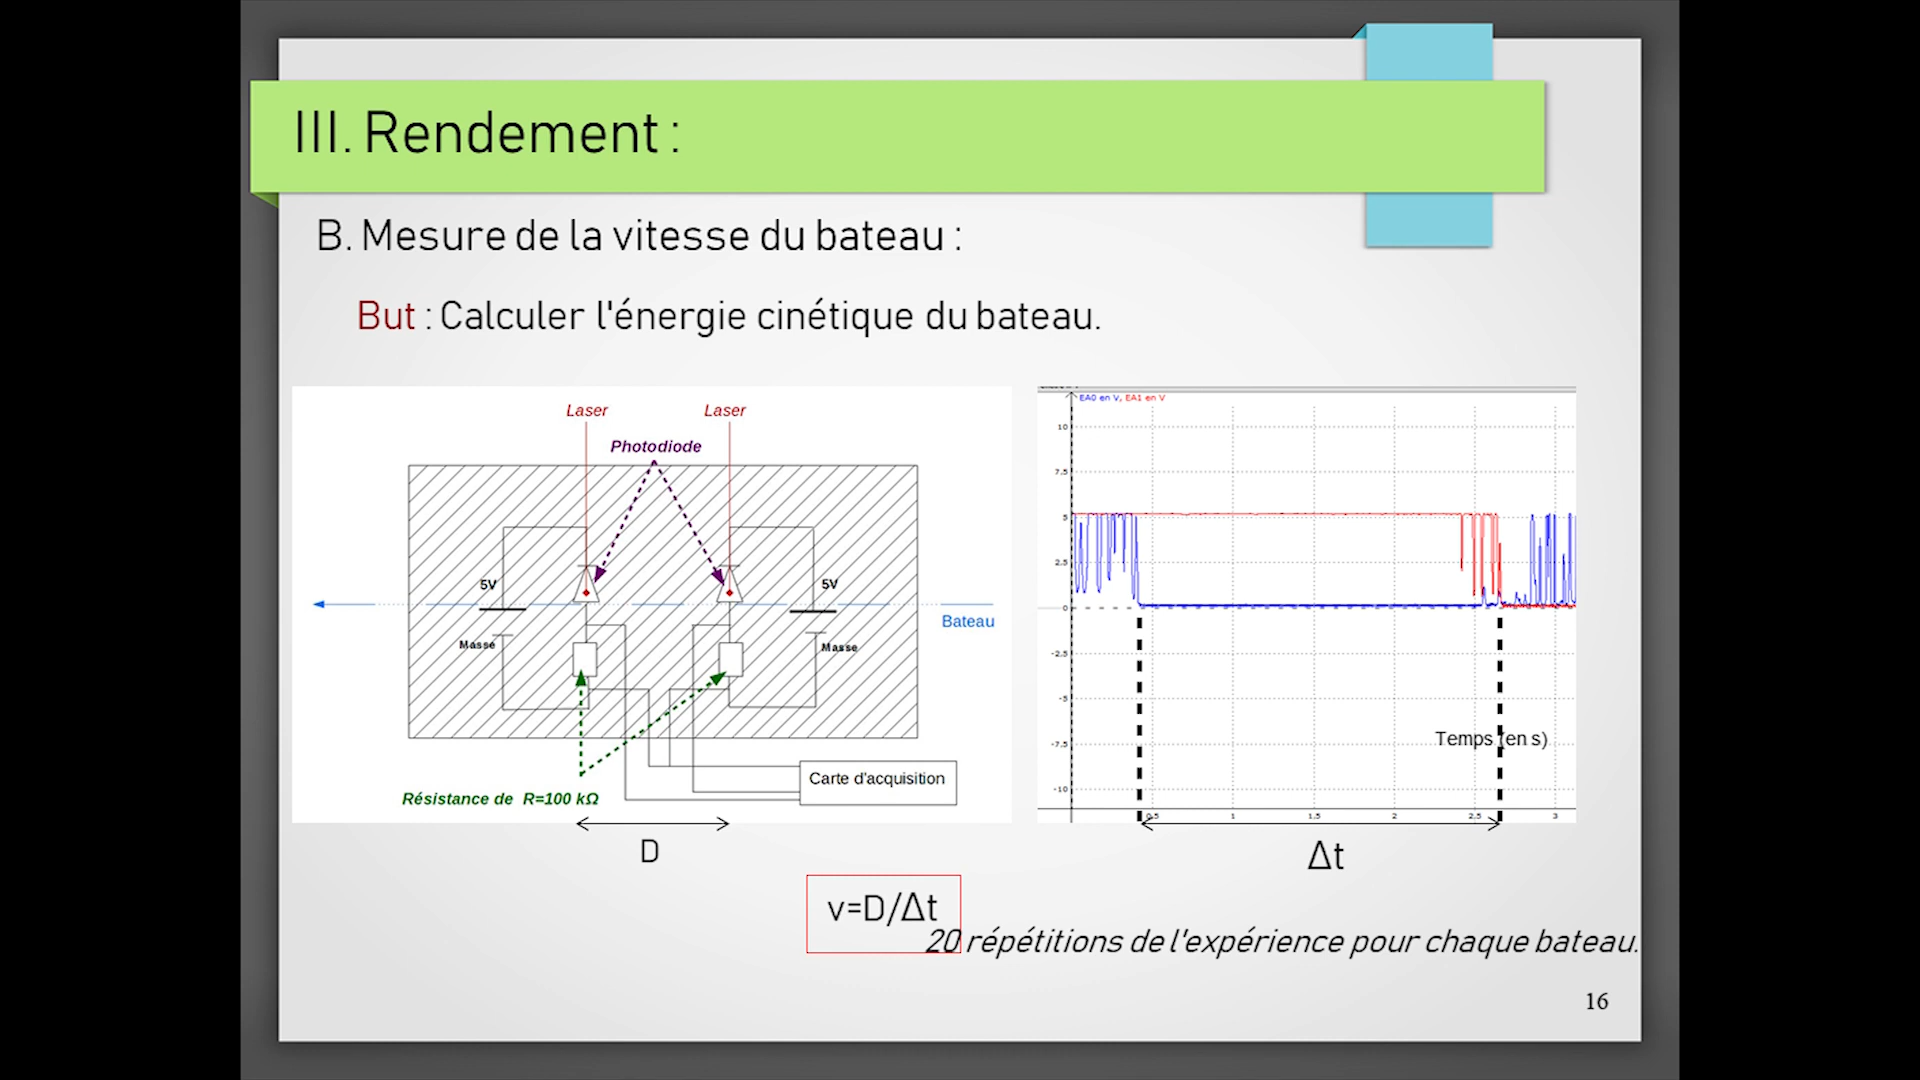 III. Rendement :
B. Mesure de la vitesse du bateau :
But : Calculer l'énergie cinétique du bateau.
Laser Laser
Photodiode
5V 5V
Bateau
Masse Masse
Carte d'acquisition
Résistance de R=100 kΩ
D
EA0 en V, EA1 en V
10
7,5
5
2,5
0
-2,5
-5
-7,5
-10
Temps (en s)
0,5 1 1,5 2 2,5 3
Δt
v=D/Δt
20 répétitions de l'expérience pour chaque bateau.
16